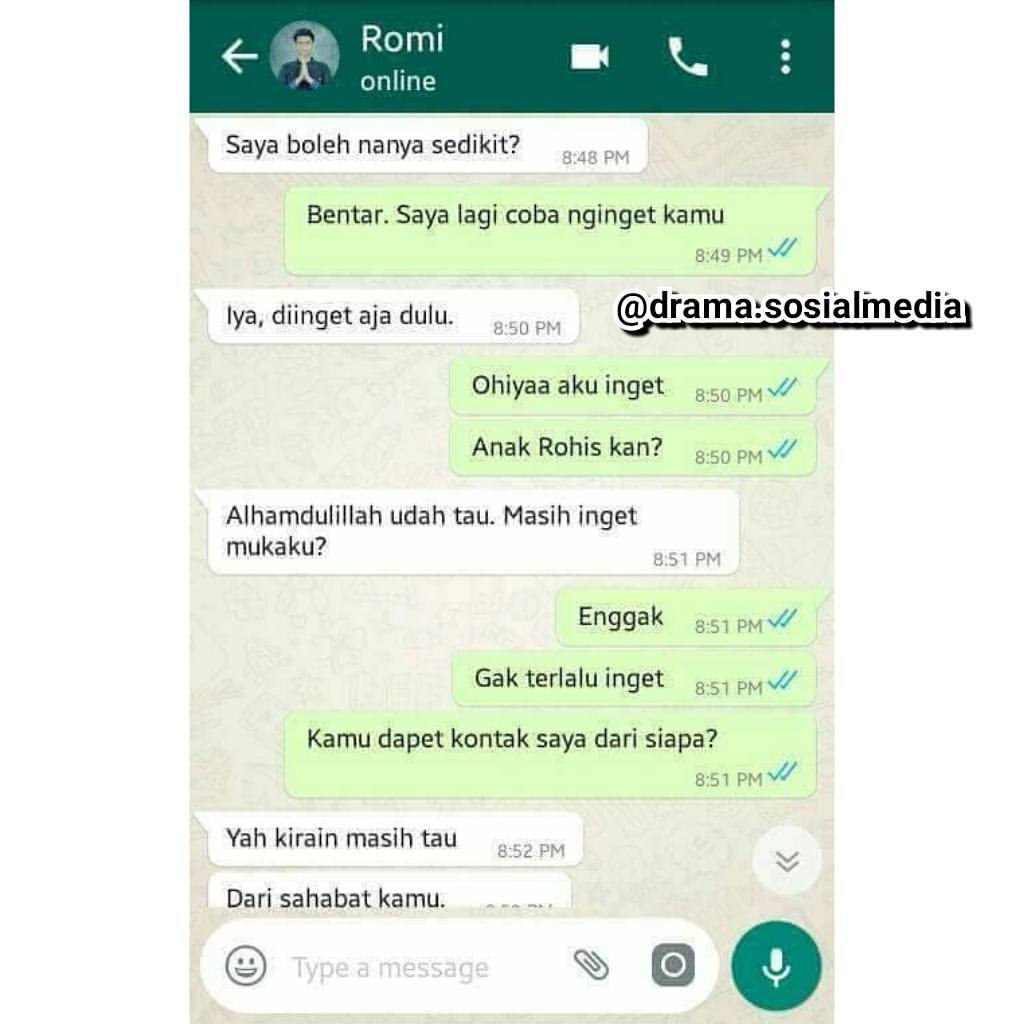 Romi
online
Saya boleh nanya sedikit?
8:48 PM
Bentar. Saya lagi coba nginget kamu
8:49 PM
Iya, diinget aja dulu.
8:50 PM
@drama.sosialmedia
Ohiyaa aku inget
8:50 PM
Anak Rohis kan?
8:50 PM
Alhamdulillah udah tau. Masih inget
mukaku?
8:51 PM
Enggak
8:51 PM
Gak terlalu inget
8:51 PM
Kamu dapet kontak saya dari siapa?
8:51 PM
Yah kirain masih tau
8:52 PM
Dari sahabat kamu.
Type a message